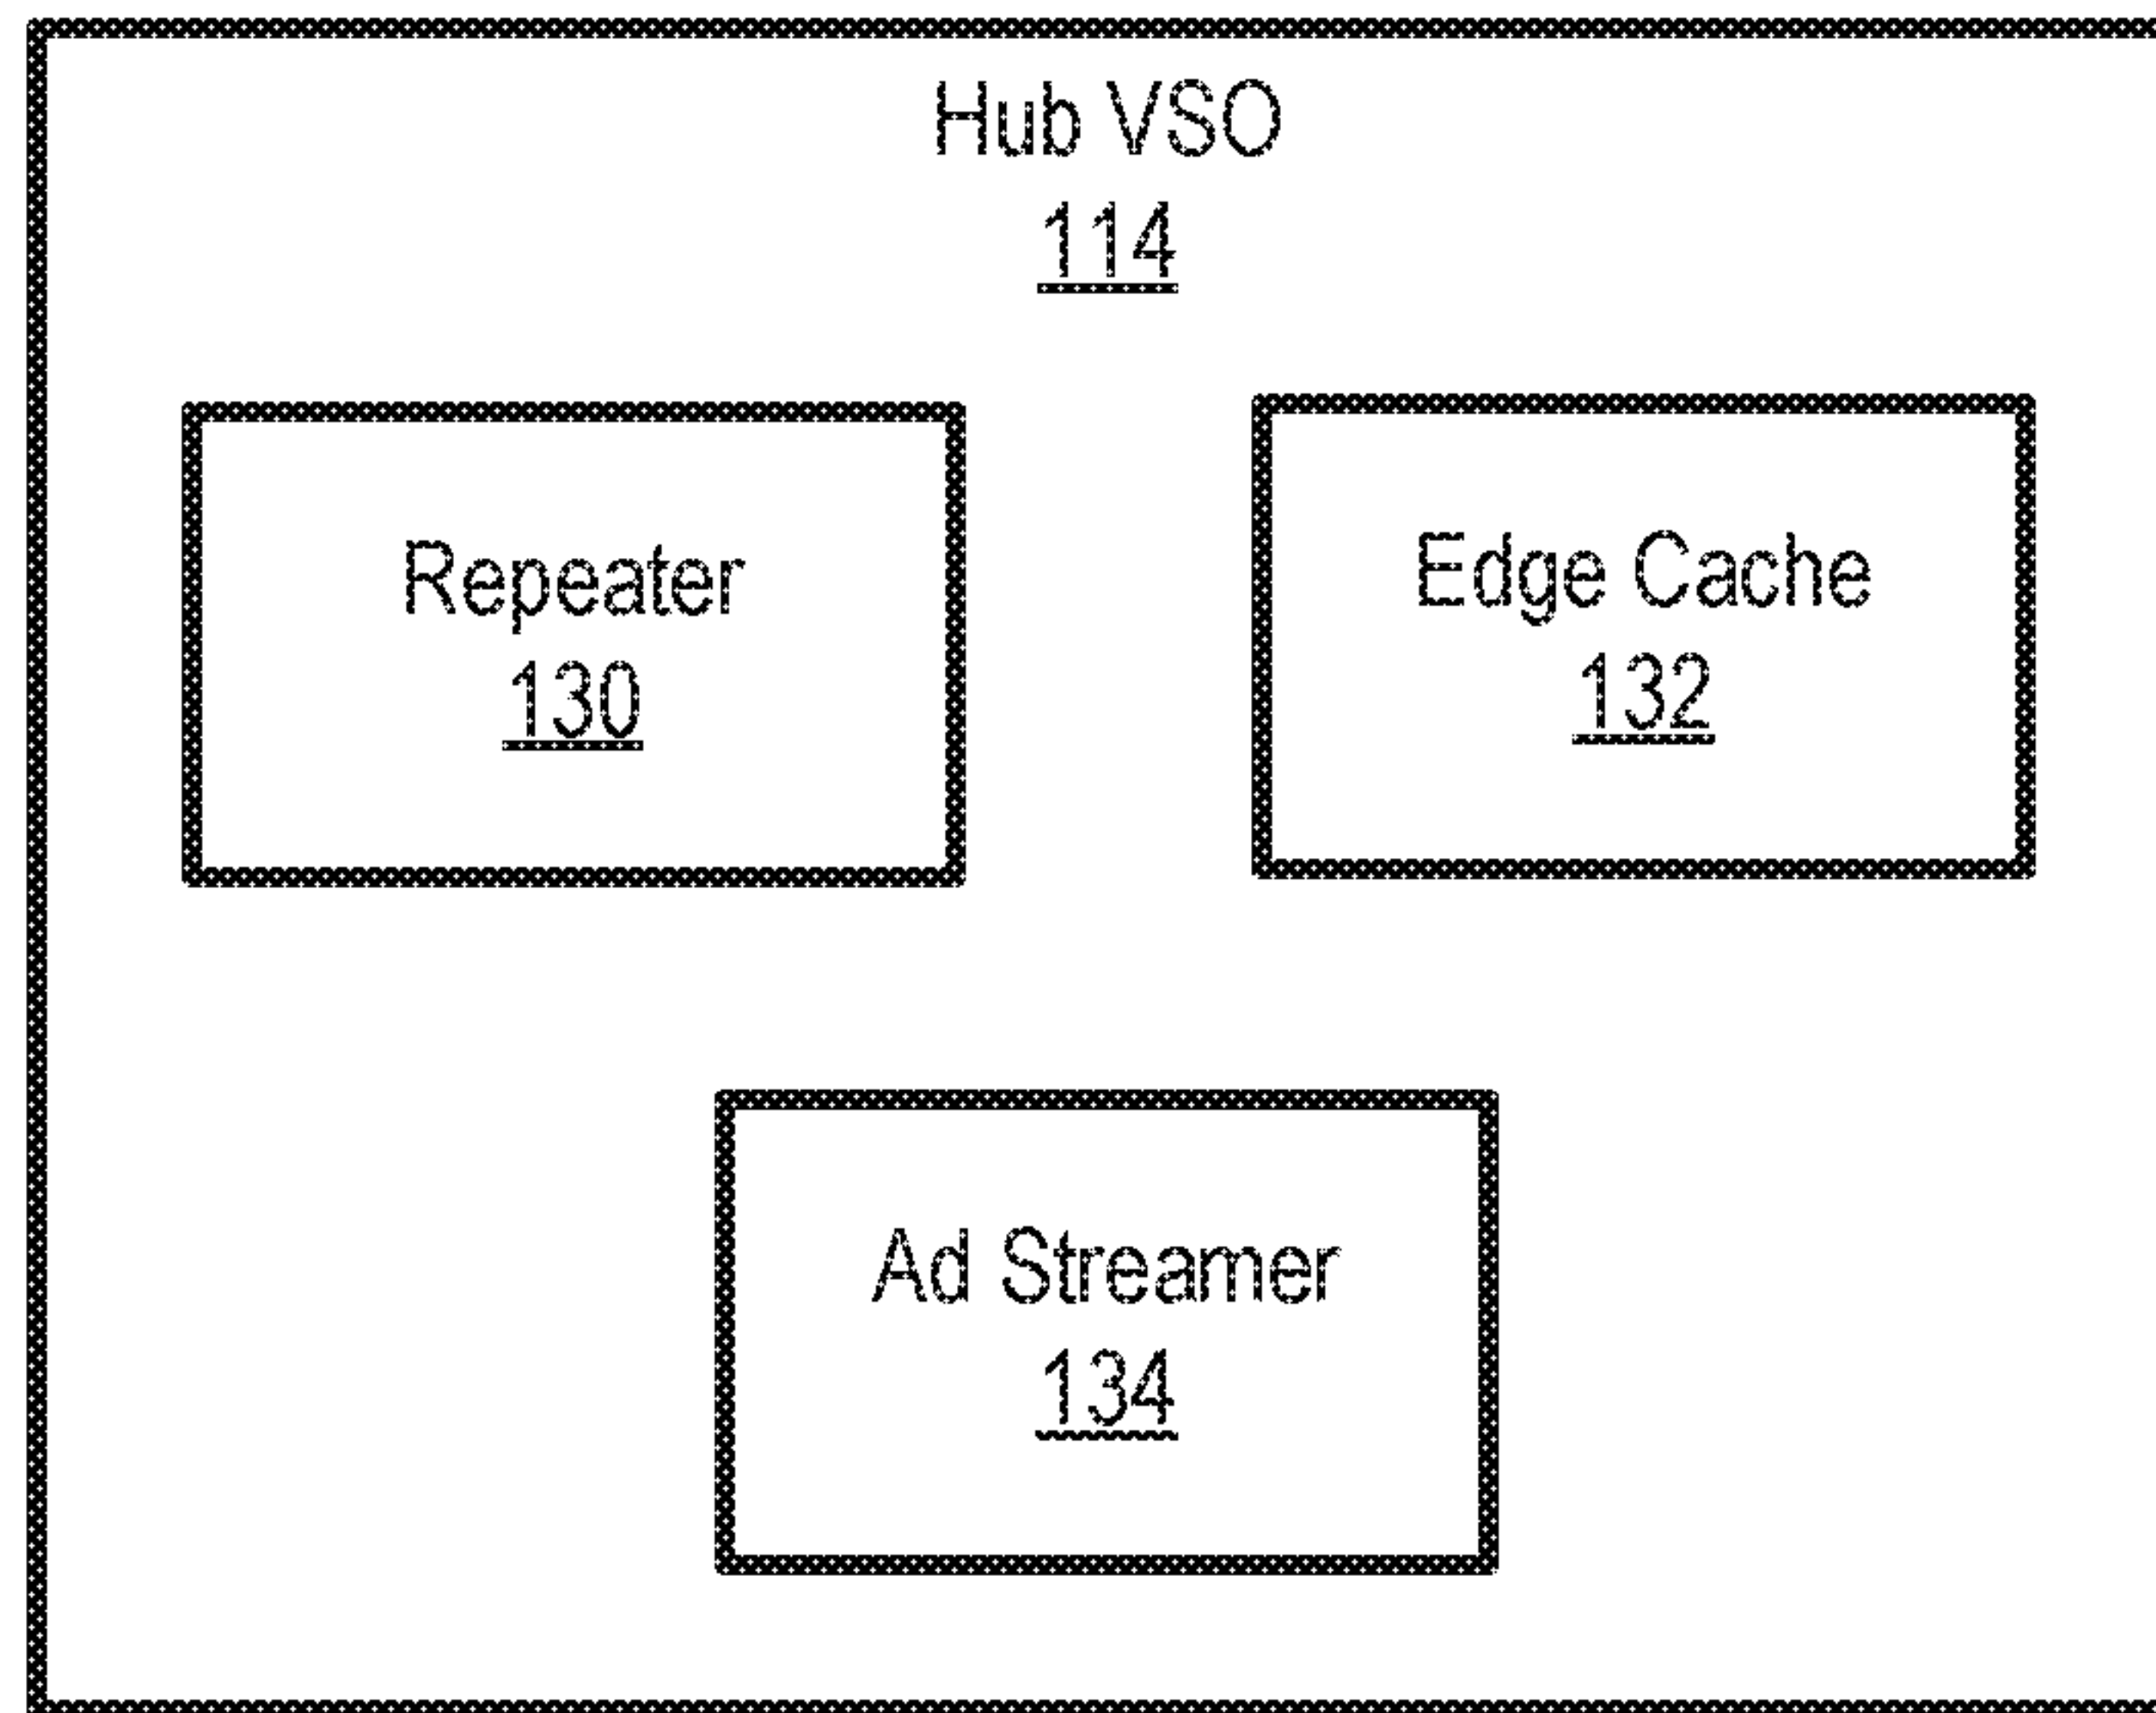 Hub VSO
114
Repeater
130
Edge Cache
132
Ad Streamer
134